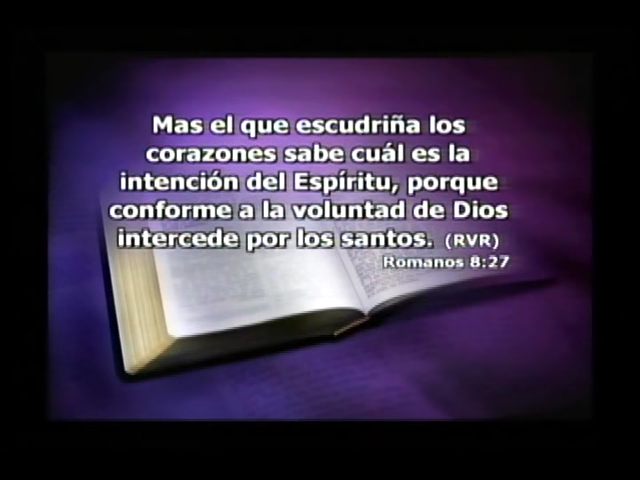 Mas el que escudriña los
corazones sabe cuál es la
intención del Espíritu, porque
conforme a la voluntad de Dios
intercede por los santos. (RVR)
Romanos 8:27